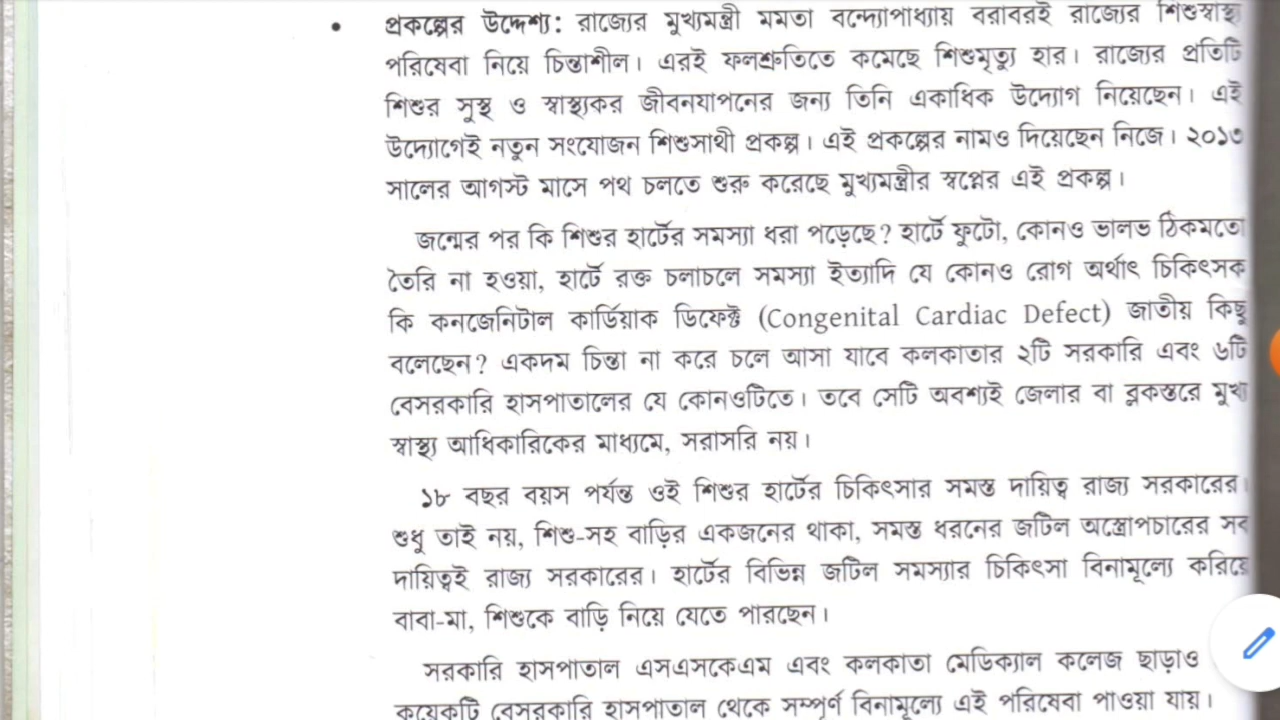 • প্রকল্পের উদ্দেশ্য: রাজ্যের মুখ্যমন্ত্রী মমতা বন্দ্যোপাধ্যায় বরাবরই রাজ্যের শিশুস্বাস্থ্য
পরিষেবা নিয়ে চিন্তাশীল। এরই ফলশ্রুতিতে কমেছে শিশুমৃত্যু হার। রাজ্যের প্রতিটি
শিশুর সুস্থ ও স্বাস্থ্যকর জীবনযাপনের জন্য তিনি একাধিক উদ্যোগ নিয়েছেন। এই
উদ্যোগেই নতুন সংযোজন শিশুসাথী প্রকল্প। এই প্রকল্পের নামও দিয়েছেন নিজে। ২০১৩
সালের আগস্ট মাসে পথ চলতে শুরু করেছে মুখ্যমন্ত্রীর স্বপ্নের এই প্রকল্প।
জন্মের পর কি শিশুর হার্টের সমস্যা ধরা পড়েছে? হার্টে ফুটো, কোনও ভালভ ঠিকমতো
তৈরি না হওয়া, হার্টে রক্ত চলাচলে সমস্যা ইত্যাদি যে কোনও রোগ অর্থাৎ চিকিৎসক
কি কনজেনিটাল কার্ডিয়াক ডিফেক্ট (Congenital Cardiac Defect) জাতীয় কিছু
বলেছেন? একদম চিন্তা না করে চলে আসা যাবে কলকাতার ২টি সরকারি এবং ৬টি
বেসরকারি হাসপাতালের যে কোনওটিতে। তবে সেটি অবশ্যই জেলার বা ব্লকস্তরে মুখ্য
স্বাস্থ্য আধিকারিকের মাধ্যমে, সরাসরি নয়।
১৮ বছর বয়স পর্যন্ত ওই শিশুর হার্টের চিকিৎসার সমস্ত দায়িত্ব রাজ্য সরকারের।
শুধু তাই নয়, শিশু-সহ বাড়ির একজনের থাকা, সমস্ত ধরনের জটিল অস্ত্রোপচারের সব
দায়িত্বই রাজ্য সরকারের। হার্টের বিভিন্ন জটিল সমস্যার চিকিৎসা বিনামূল্যে করিয়ে
বাবা-মা, শিশুকে বাড়ি নিয়ে যেতে পারছেন।
সরকারি হাসপাতাল এসএসকেএম এবং কলকাতা মেডিক্যাল কলেজ ছাড়াও
কয়েকটি বেসরকারি হাসপাতাল থেকে সম্পূর্ণ বিনামূল্যে এই পরিষেবা পাওয়া যায়।